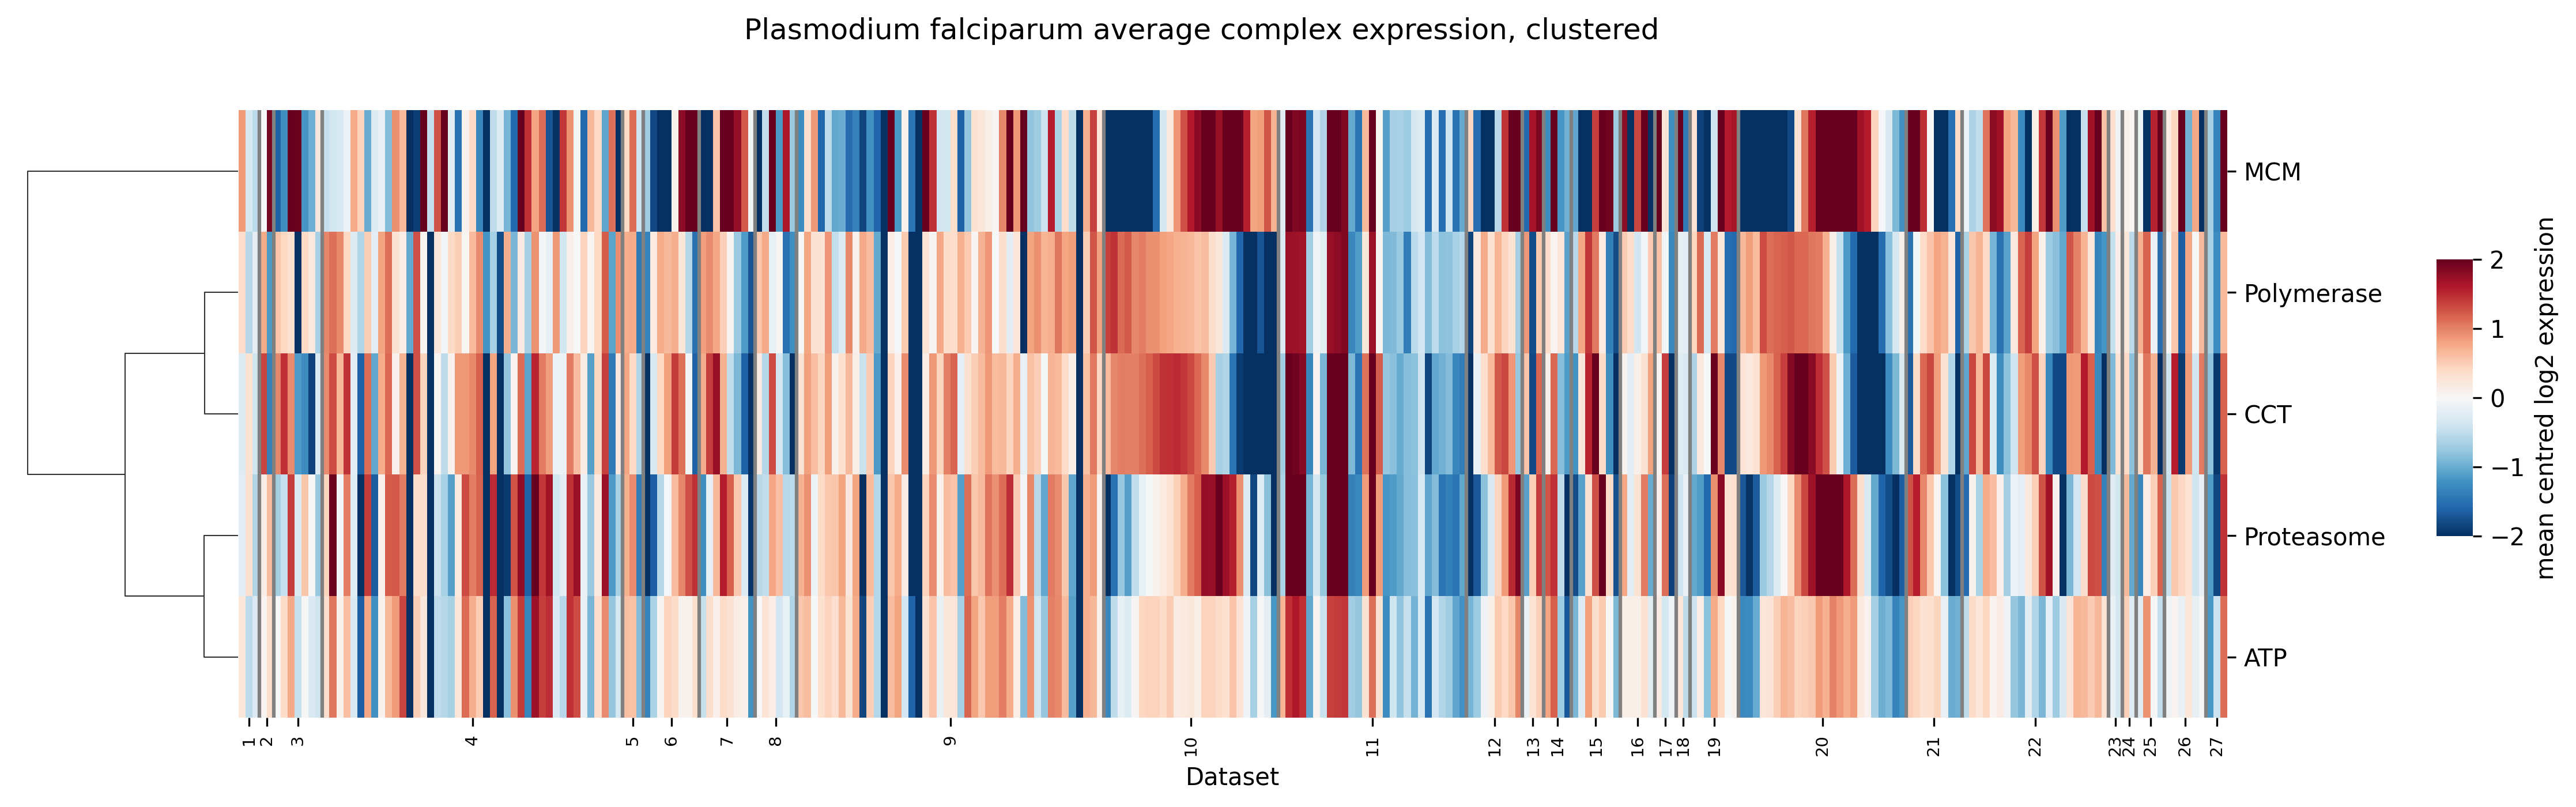 Plasmodium falciparum average complex expression, clustered
MCM
Polymerase
CCT
Proteasome
ATP
2
1
0
−1
−2
mean centred log2 expression
1 2 3 4 5 6 7 8 9 10 11 12 13 14 15 16 17 18 19 20 21 22 23 24 25 26 27
Dataset